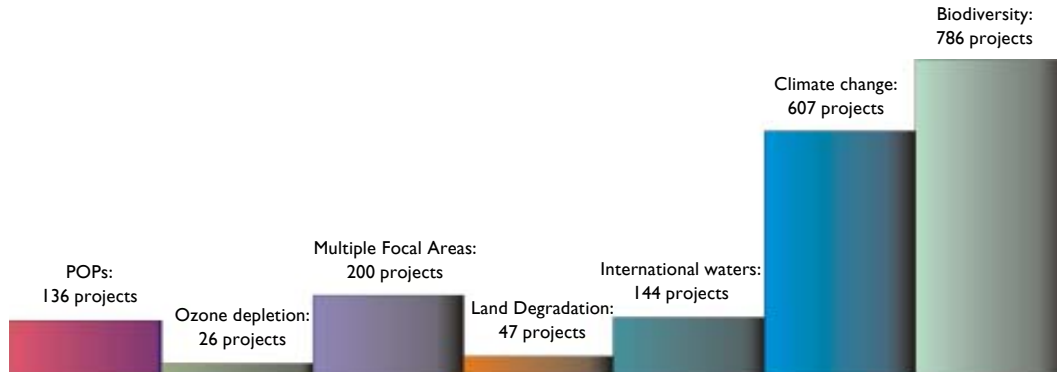 POPs:
136 projects
Ozone depletion:
26 projects
Multiple Focal Areas:
200 projects
Land Degradation:
47 projects
International waters:
144 projects
Climate change:
607 projects
Biodiversity:
786 projects